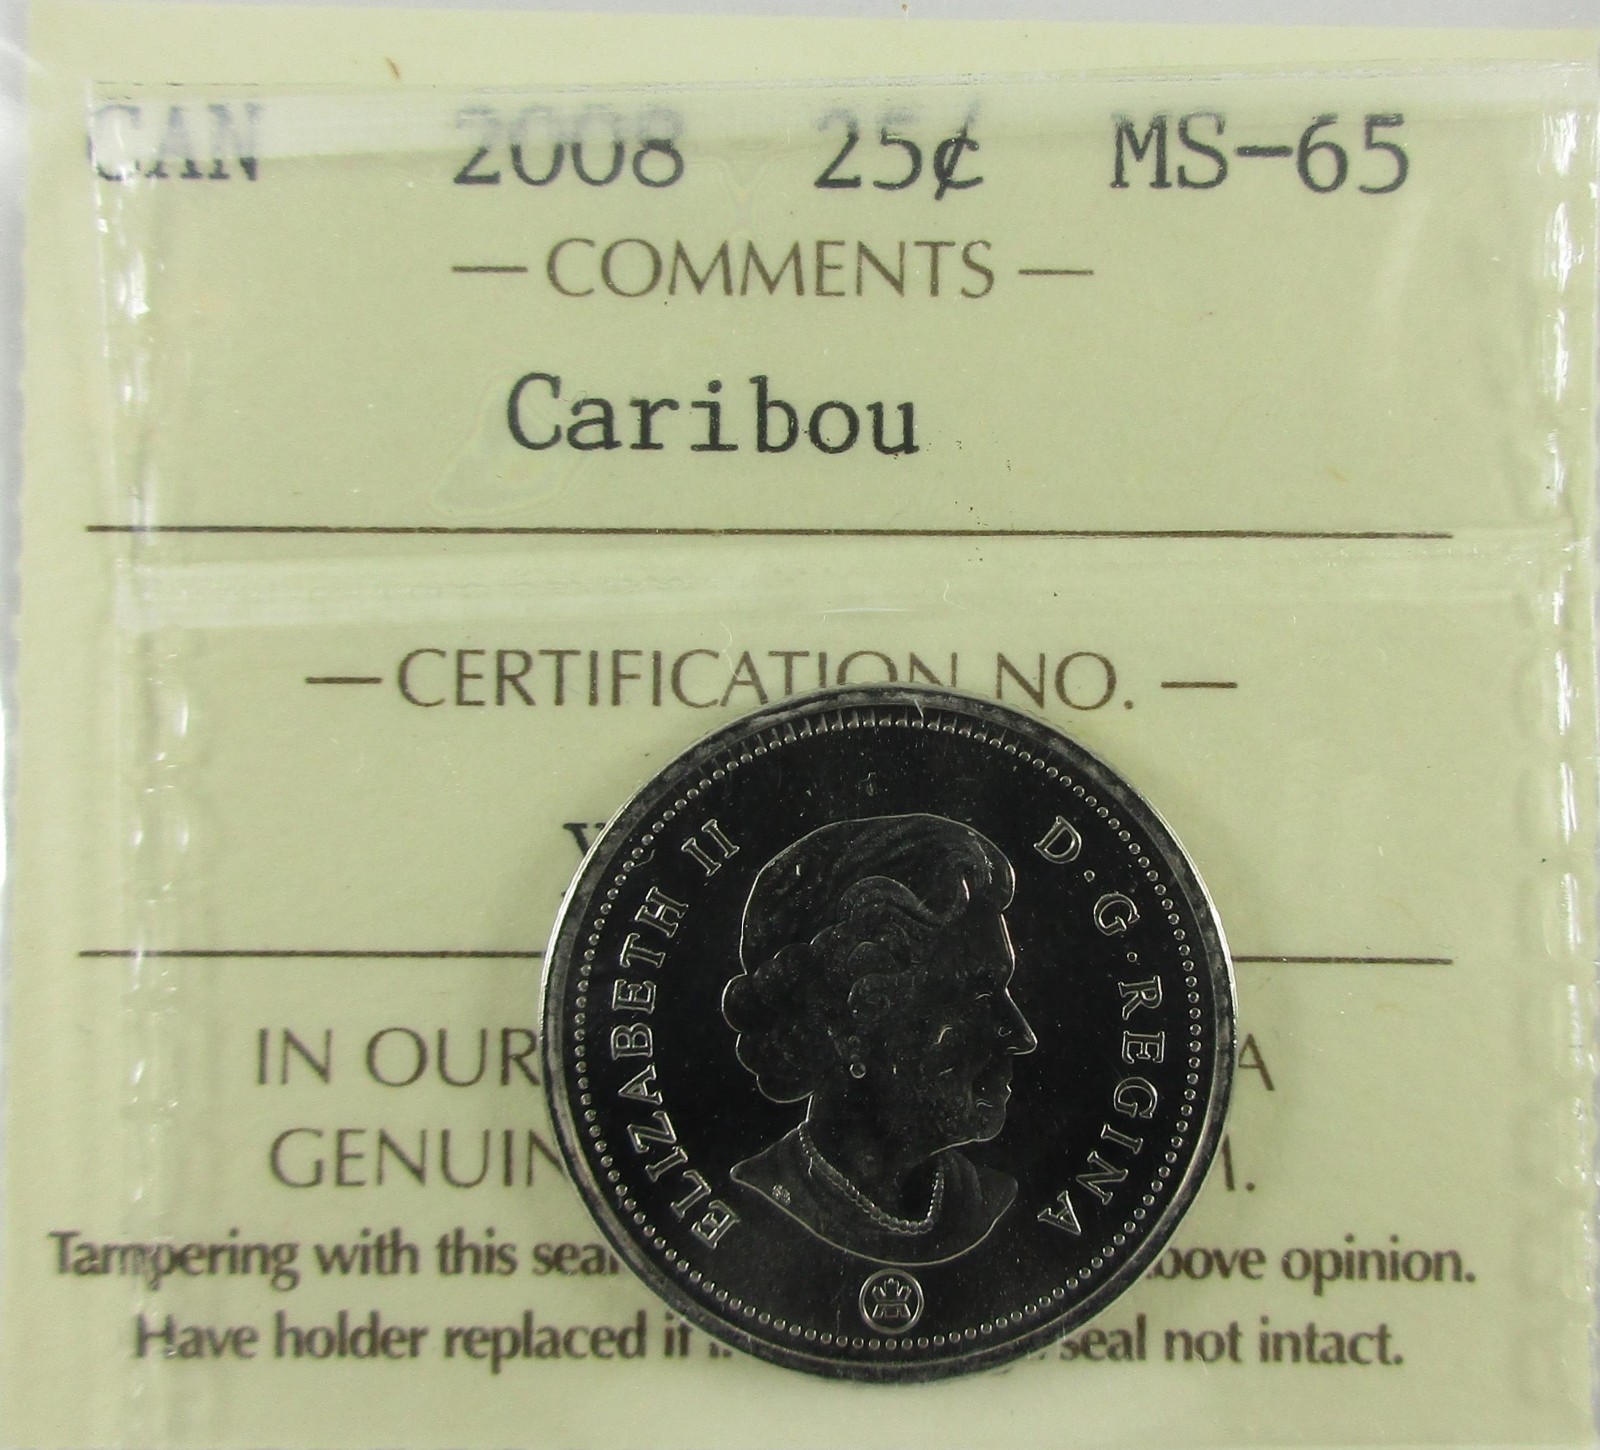 CAN 2008 25¢ MS-65
— COMMENTS —
Caribou
— CERTIFICATION NO. —
IN OUR A
GENUIN M.
Tampering with this seal bove opinion.
Have holder replaced if seal not intact.
ELIZABETH II D·G·REGINA